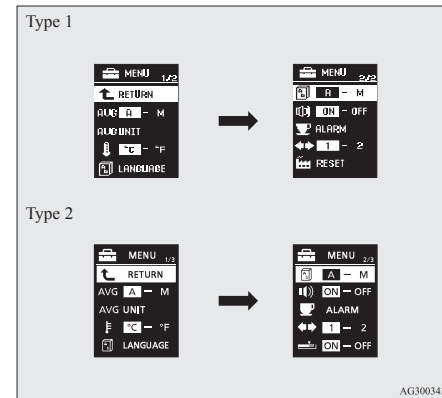 Type 1
MENU 1/2
RETURN
AVG A – M
AVG UNIT
°C – °F
LANGUAGE
MENU 2/2
A – M
ON – OFF
ALARM
1 – 2
RESET
Type 2
MENU 1/3
RETURN
AVG A – M
AVG UNIT
°C – °F
LANGUAGE
MENU 2/3
A – M
ON – OFF
ALARM
1 – 2
ON – OFF